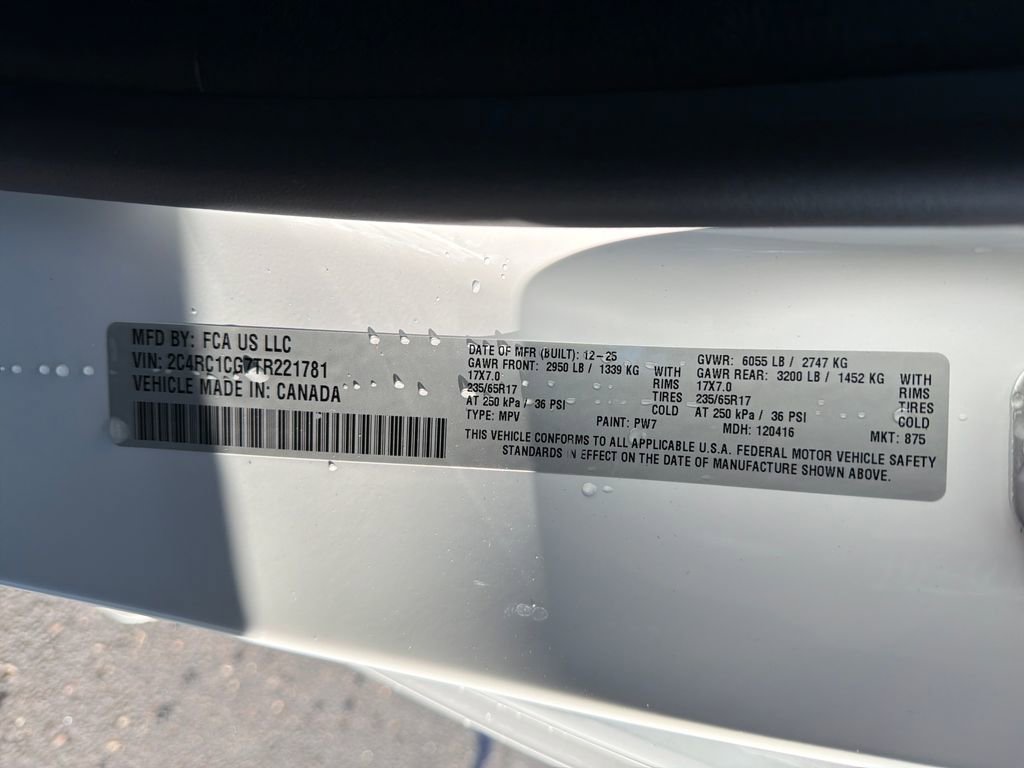 MFD BY: FCA US LLC
VIN: 2C4RC1CG7TR221781
VEHICLE MADE IN: CANADA
DATE OF MFR (BUILT): 12-25
GAWR FRONT: 2950 LB / 1339 KG WITH
17X7.0 RIMS
235/65R17 TIRES
AT 250 kPa / 36 PSI COLD
GVWR: 6055 LB / 2747 KG
GAWR REAR: 3200 LB / 1452 KG WITH
17X7.0 RIMS
235/65R17 TIRES
AT 250 kPa / 36 PSI COLD
TYPE: MPV PAINT: PW7 MDH: 120416 MKT: 875
THIS VEHICLE CONFORMS TO ALL APPLICABLE U.S.A. FEDERAL MOTOR VEHICLE SAFETY
STANDARDS IN EFFECT ON THE DATE OF MANUFACTURE SHOWN ABOVE.